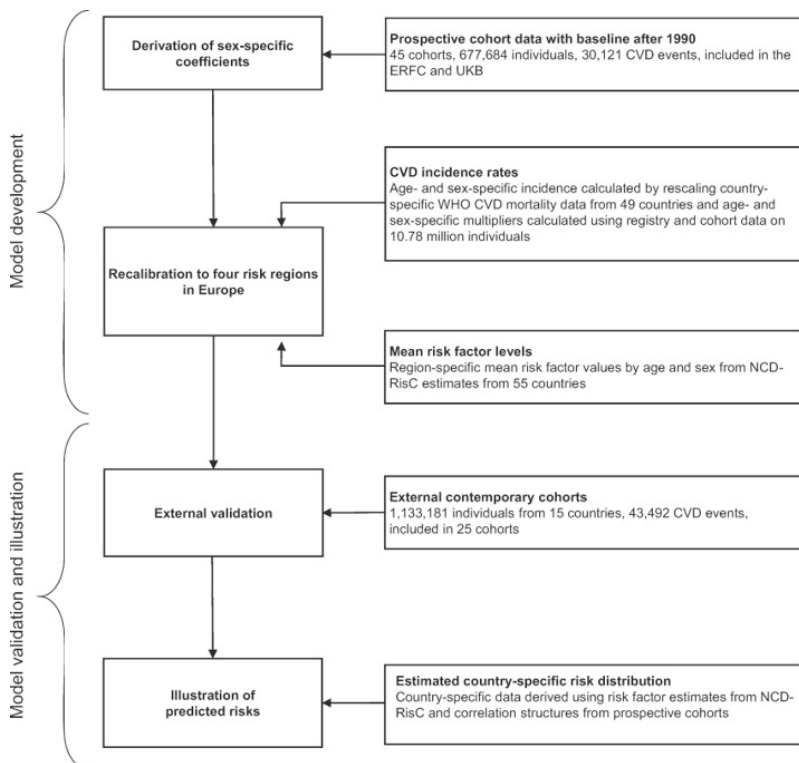 Model development
Derivation of sex-specific
coefficients
Prospective cohort data with baseline after 1990
45 cohorts, 677,684 individuals, 30,121 CVD events, included in the
ERFC and UKB
CVD incidence rates
Age- and sex-specific incidence calculated by rescaling country-
specific WHO CVD mortality data from 49 countries and age- and
sex-specific multipliers calculated using registry and cohort data on
10.78 million individuals
Recalibration to four risk regions
in Europe
Mean risk factor levels
Region-specific mean risk factor values by age and sex from NCD-
RisC estimates from 55 countries
Model validation and illustration
External validation
External contemporary cohorts
1,133,181 individuals from 15 countries, 43,492 CVD events,
included in 25 cohorts
Illustration of
predicted risks
Estimated country-specific risk distribution
Country-specific data derived using risk factor estimates from NCD-
RisC and correlation structures from prospective cohorts